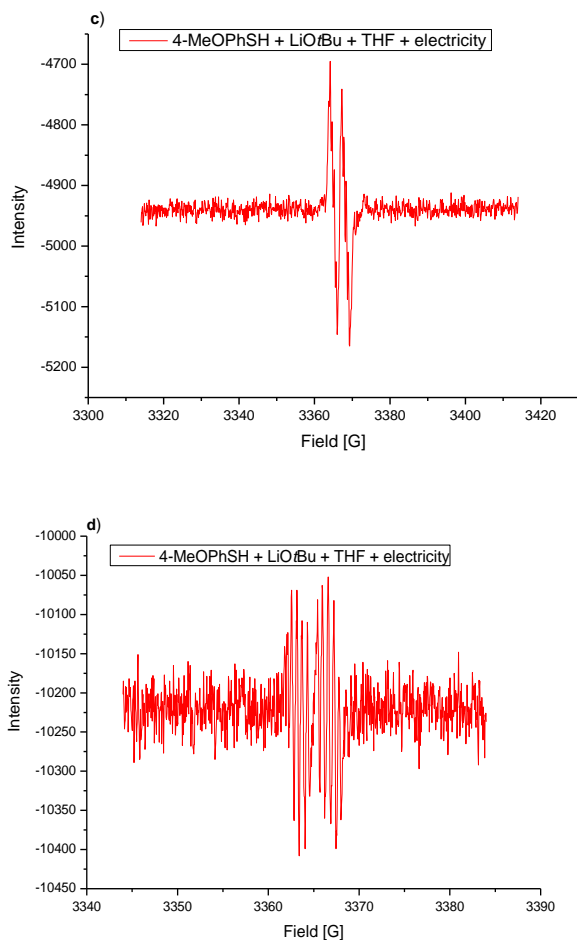 c)
4-MeOPhSH + LiOtBu + THF + electricity
-4700
-4800
-4900
-5000
-5100
-5200
Intensity
3300 3320 3340 3360 3380 3400 3420
Field [G]
d)
-10000
4-MeOPhSH + LiOtBu + THF + electricity
-10050
-10100
-10150
-10200
-10250
-10300
-10350
-10400
-10450
Intensity
3340 3350 3360 3370 3380 3390
Field [G]